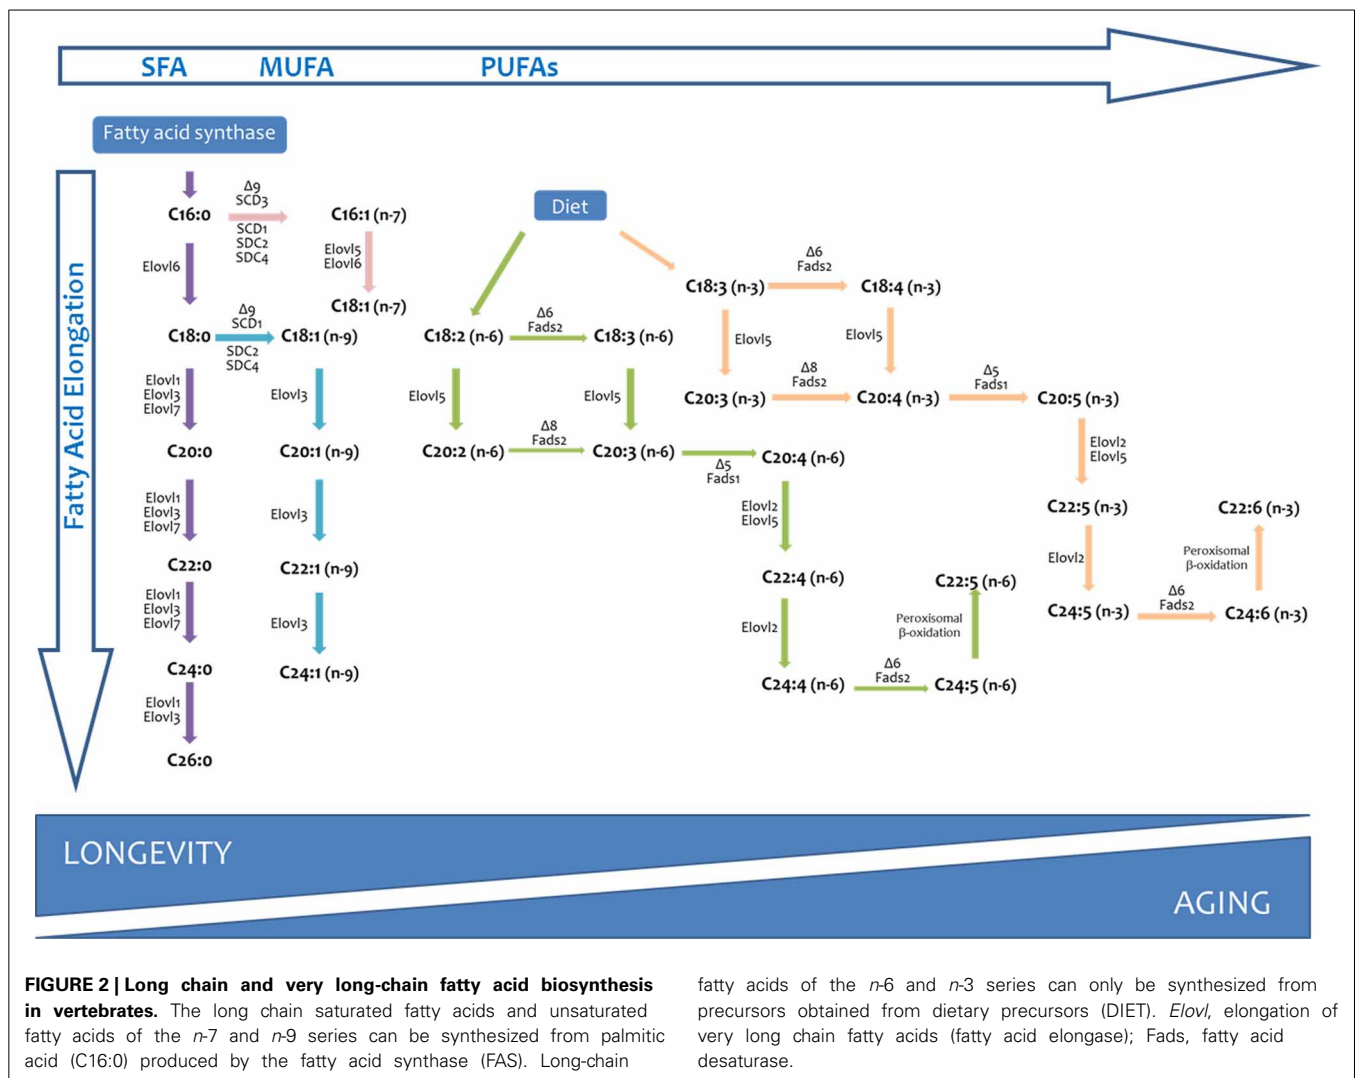 SFA MUFA PUFAs
Fatty acid synthase
Fatty Acid Elongation
Diet
Δ9
SCD3
C16:0 C16:1 (n-7)
SCD1
SDC2
SDC4
Elovl6
Elovl5
Elovl6
C18:1 (n-7)
Δ9
SCD1
C18:0 C18:1 (n-9)
SDC2
SDC4
Elovl1
Elovl3
Elovl7
Elovl3
C20:0 C20:1 (n-9)
Elovl1
Elovl3
Elovl7
Elovl3
C22:0 C22:1 (n-9)
Elovl1
Elovl3
Elovl7
Elovl3
C24:0 C24:1 (n-9)
Elovl1
Elovl3
C26:0
Δ6
Fads2
C18:2 (n-6) C18:3 (n-6)
Elovl5 Elovl5
Δ8
Fads2
C20:2 (n-6) C20:3 (n-6) C20:4 (n-6)
Δ5
Fads1
Elovl2
Elovl5
C22:4 (n-6) C22:5 (n-6)
Elovl2
Peroxisomal
β-oxidation
Δ6
Fads2
C24:4 (n-6) C24:5 (n-6)
Δ6
Fads2
C18:3 (n-3) C18:4 (n-3)
Elovl5 Elovl5
Δ8
Fads2
Δ5
Fads1
C20:3 (n-3) C20:4 (n-3) C20:5 (n-3)
Elovl2
Elovl5
C22:5 (n-3) C22:6 (n-3)
Elovl2
Peroxisomal
β-oxidation
Δ6
Fads2
C24:5 (n-3) C24:6 (n-3)
LONGEVITY
AGING
FIGURE 2 | Long chain and very long-chain fatty acid biosynthesis
in vertebrates. The long chain saturated fatty acids and unsaturated
fatty acids of the n-7 and n-9 series can be synthesized from palmitic
acid (C16:0) produced by the fatty acid synthase (FAS). Long-chain
fatty acids of the n-6 and n-3 series can only be synthesized from
precursors obtained from dietary precursors (DIET). Elovl, elongation of
very long chain fatty acids (fatty acid elongase); Fads, fatty acid
desaturase.